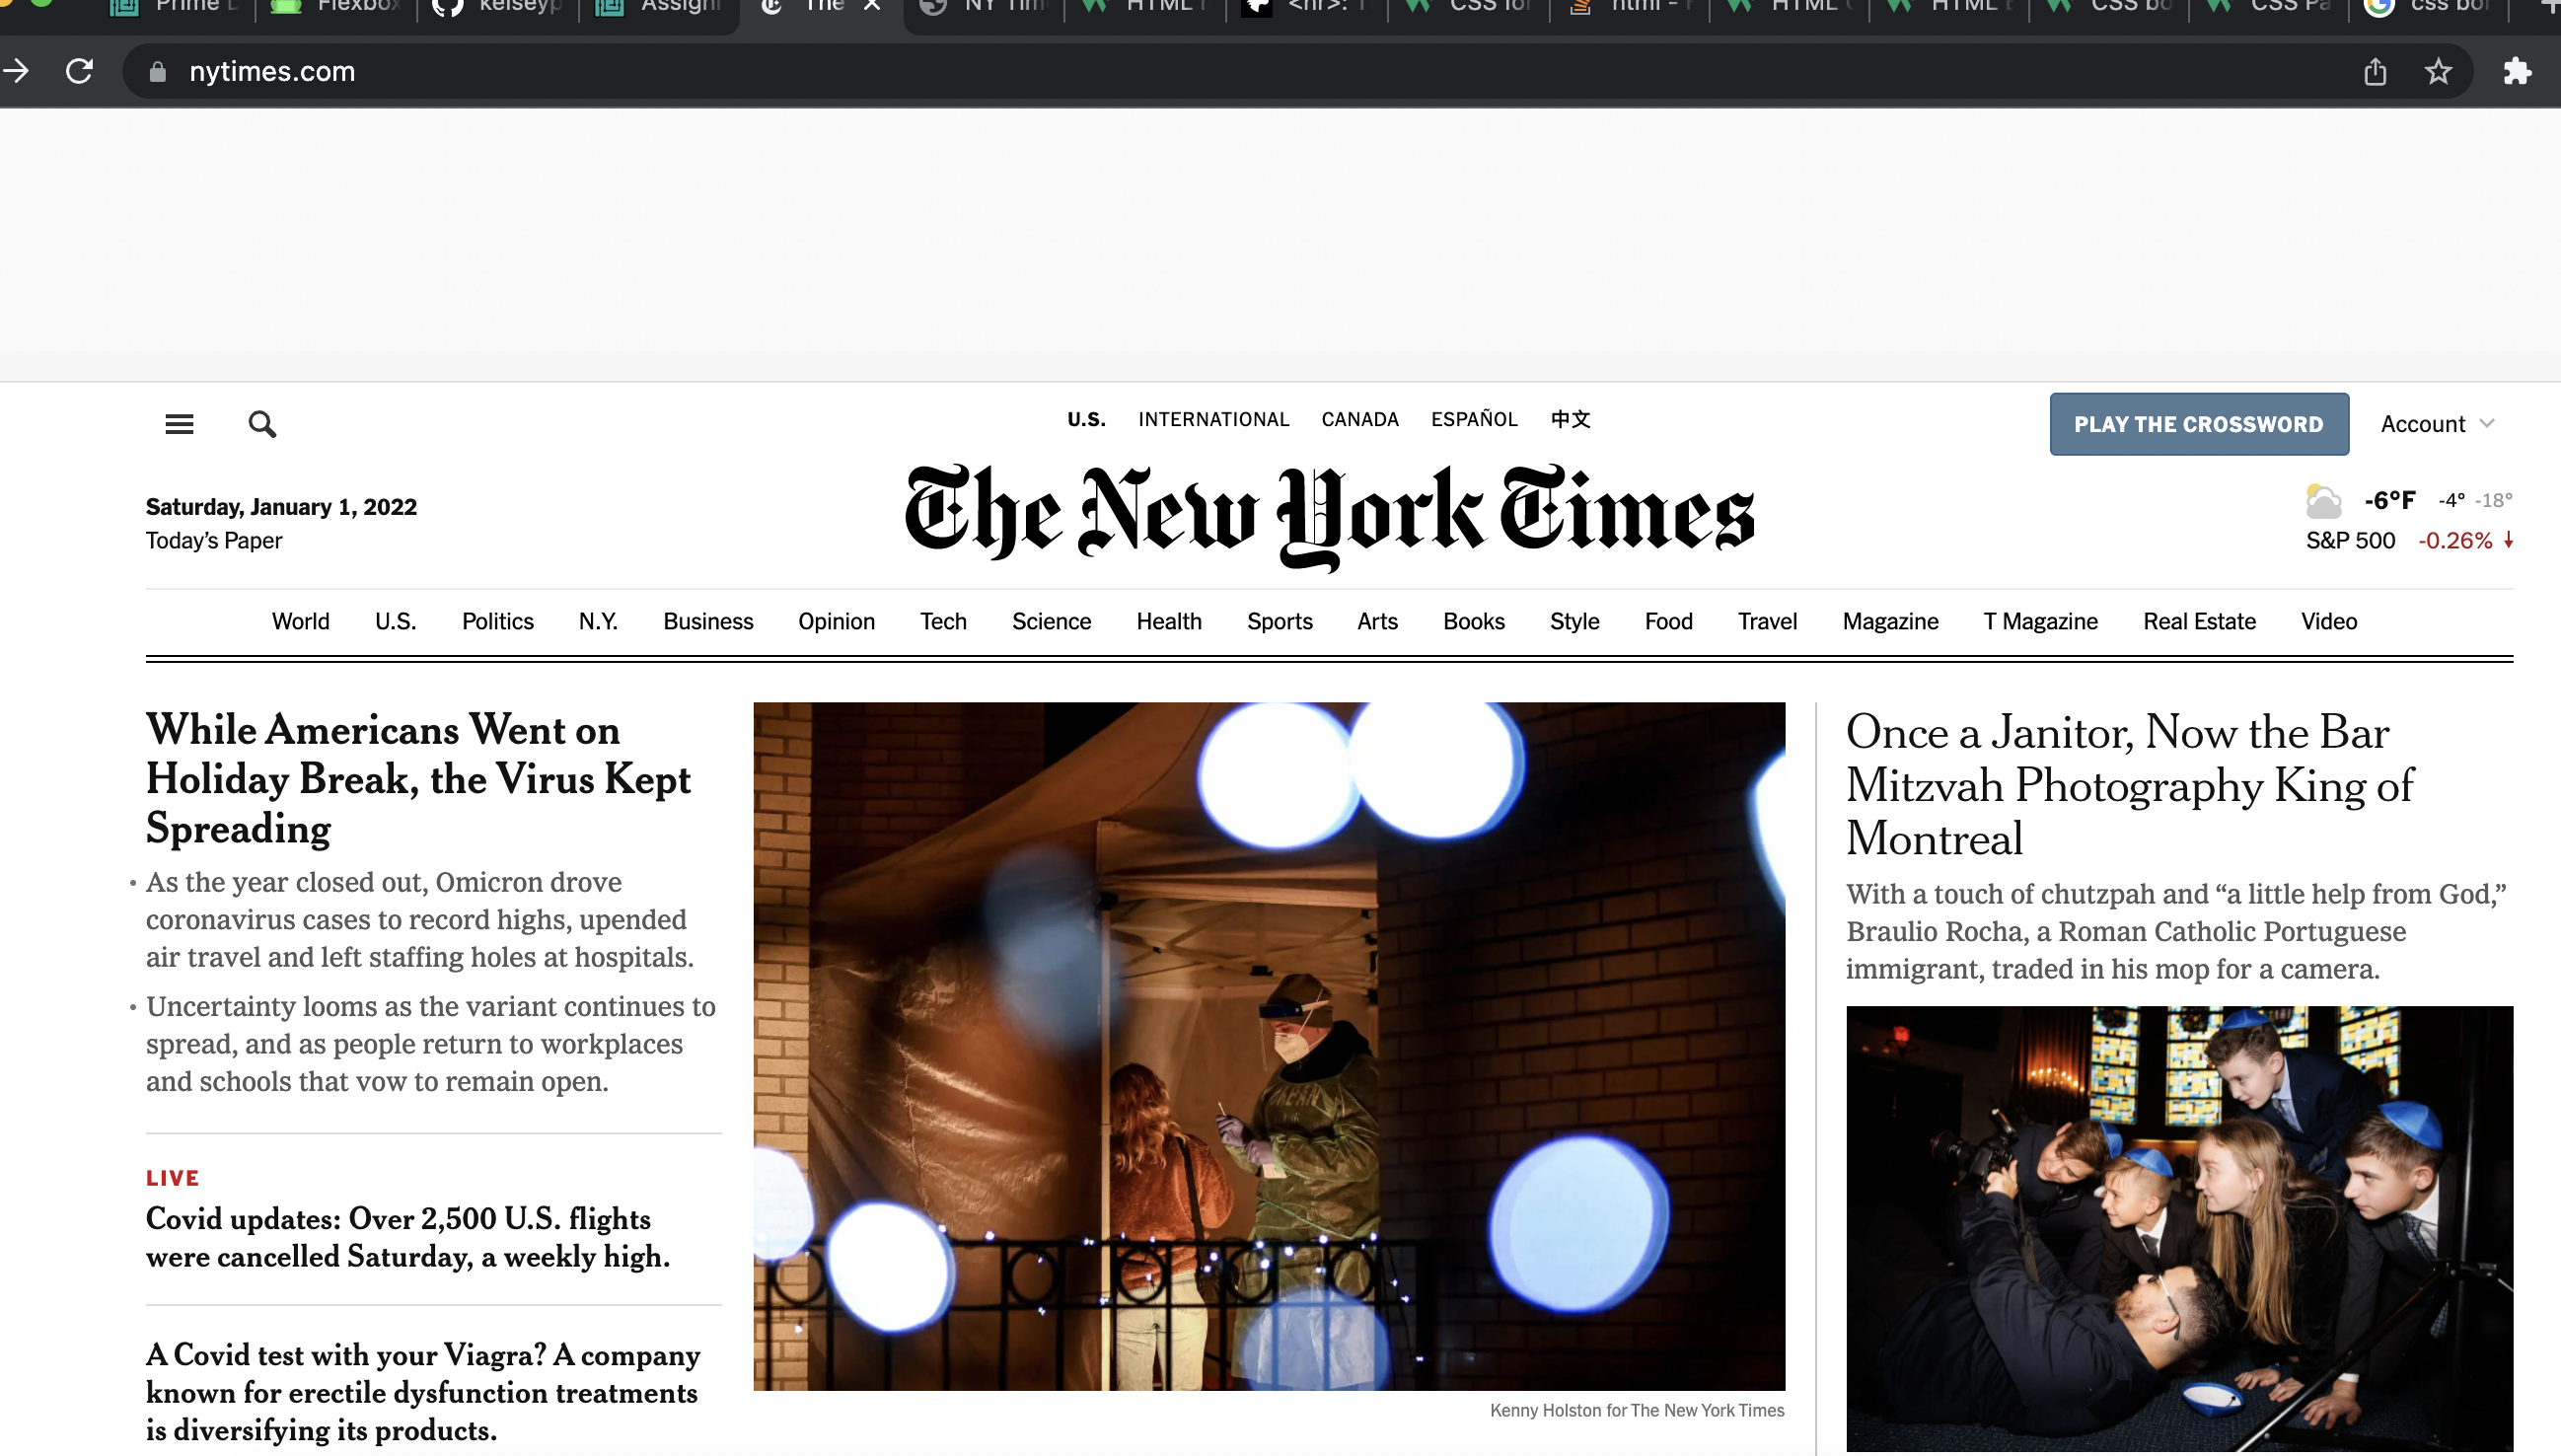 Prime
Flexbox
kelseyp
Assign
The
NY Tim
HTML
<hr>:
CSS for
html -
HTML
HTML
CSS bo
CSS Pa
css bor
nytimes.com
U.S. INTERNATIONAL CANADA ESPAÑOL 中文
PLAY THE CROSSWORD
Account
Saturday, January 1, 2022
Today’s Paper
The New York Times
-6°F -4° -18°
S&P 500 -0.26% ↓
World U.S. Politics N.Y. Business Opinion Tech Science Health Sports Arts Books Style Food Travel Magazine T Magazine Real Estate Video
While Americans Went on
Holiday Break, the Virus Kept
Spreading
• As the year closed out, Omicron drove
coronavirus cases to record highs, upended
air travel and left staffing holes at hospitals.
• Uncertainty looms as the variant continues to
spread, and as people return to workplaces
and schools that vow to remain open.
LIVE
Covid updates: Over 2,500 U.S. flights
were cancelled Saturday, a weekly high.
A Covid test with your Viagra? A company
known for erectile dysfunction treatments
is diversifying its products.
Kenny Holston for The New York Times
Once a Janitor, Now the Bar
Mitzvah Photography King of
Montreal
With a touch of chutzpah and “a little help from God,”
Braulio Rocha, a Roman Catholic Portuguese
immigrant, traded in his mop for a camera.